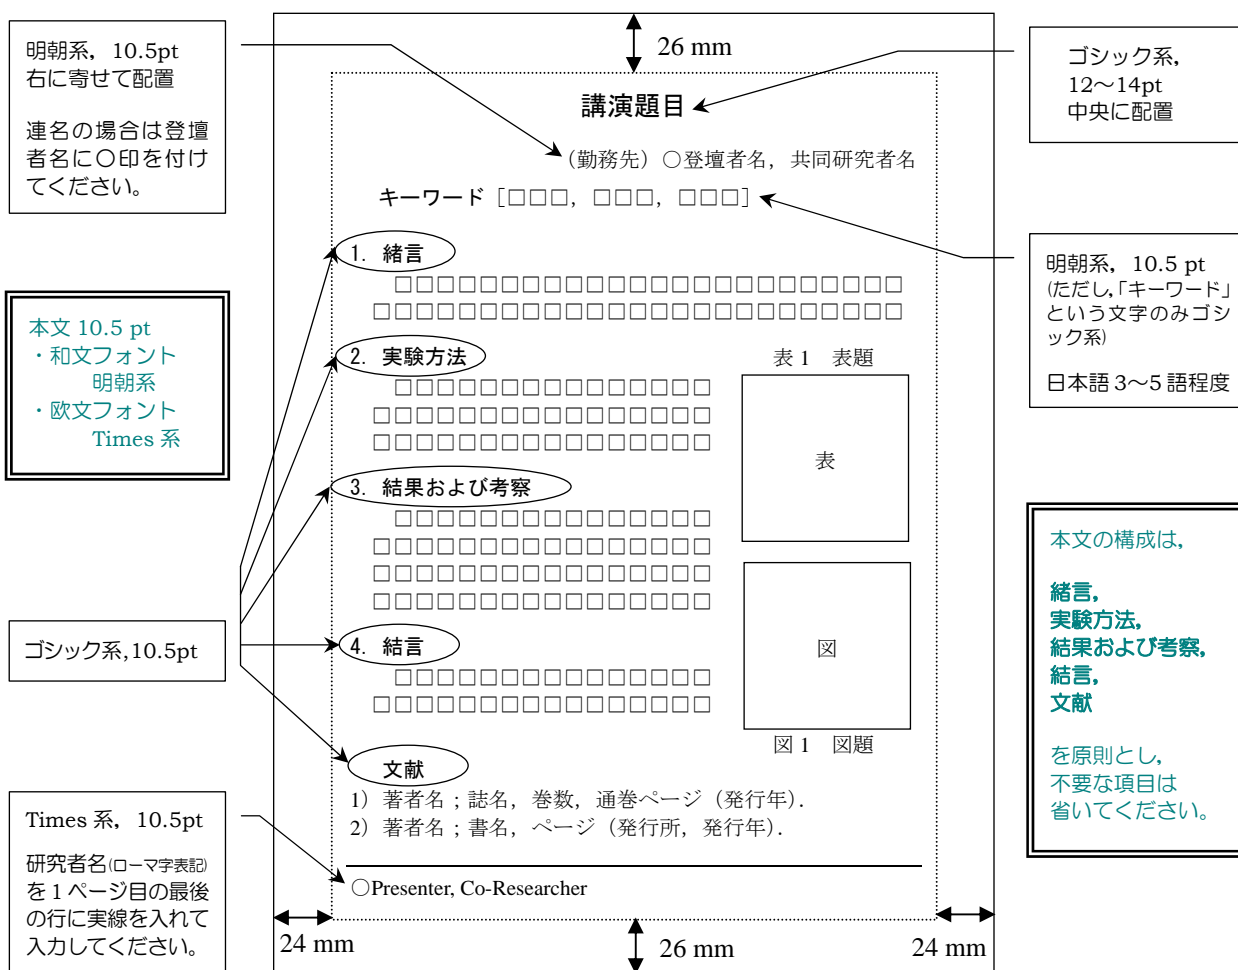 明朝系，10.5pt
右に寄せて配置
連名の場合は登壇
者名に〇印を付け
てください。
26 mm
ゴシック系，
12～14pt
中央に配置
講演題目
（勤務先）〇登壇者名，共同研究者名
キーワード［□□□，□□□，□□□］
明朝系，10.5 pt
(ただし，「キーワード」
という文字のみゴシ
ック系)
日本語 3～5 語程度
本文 10.5 pt
・和文フォント
明朝系
・欧文フォント
Times 系
1. 緒言
□□□□□□□□□□□□□□□□□□□□□□□□
□□□□□□□□□□□□□□□□□□□□□□□□□
2. 実験方法
□□□□□□□□□□□□□□□
□□□□□□□□□□□□□□□□
□□□□□□□□□□□□□□□□
表 1　表題
表
3. 結果および考察
□□□□□□□□□□□□□□□
□□□□□□□□□□□□□□□□
□□□□□□□□□□□□□□□□
□□□□□□□□□□□□□□□□
図
図 1　図題
4. 結言
□□□□□□□□□□□□□□□
□□□□□□□□□□□□□□□□
ゴシック系，10.5pt
本文の構成は，
緒言，
実験方法，
結果および考察，
結言，
文献
を原則とし，
不要な項目は
省いてください。
文献
1）著者名；誌名，巻数，通巻ページ（発行年）．
2）著者名；書名，ページ（発行所，発行年）．
Times 系，10.5pt
研究者名(ローマ字表記)
を 1 ページ目の最後
の行に実線を入れて
入力してください。
〇Presenter, Co-Researcher
24 mm
26 mm
24 mm